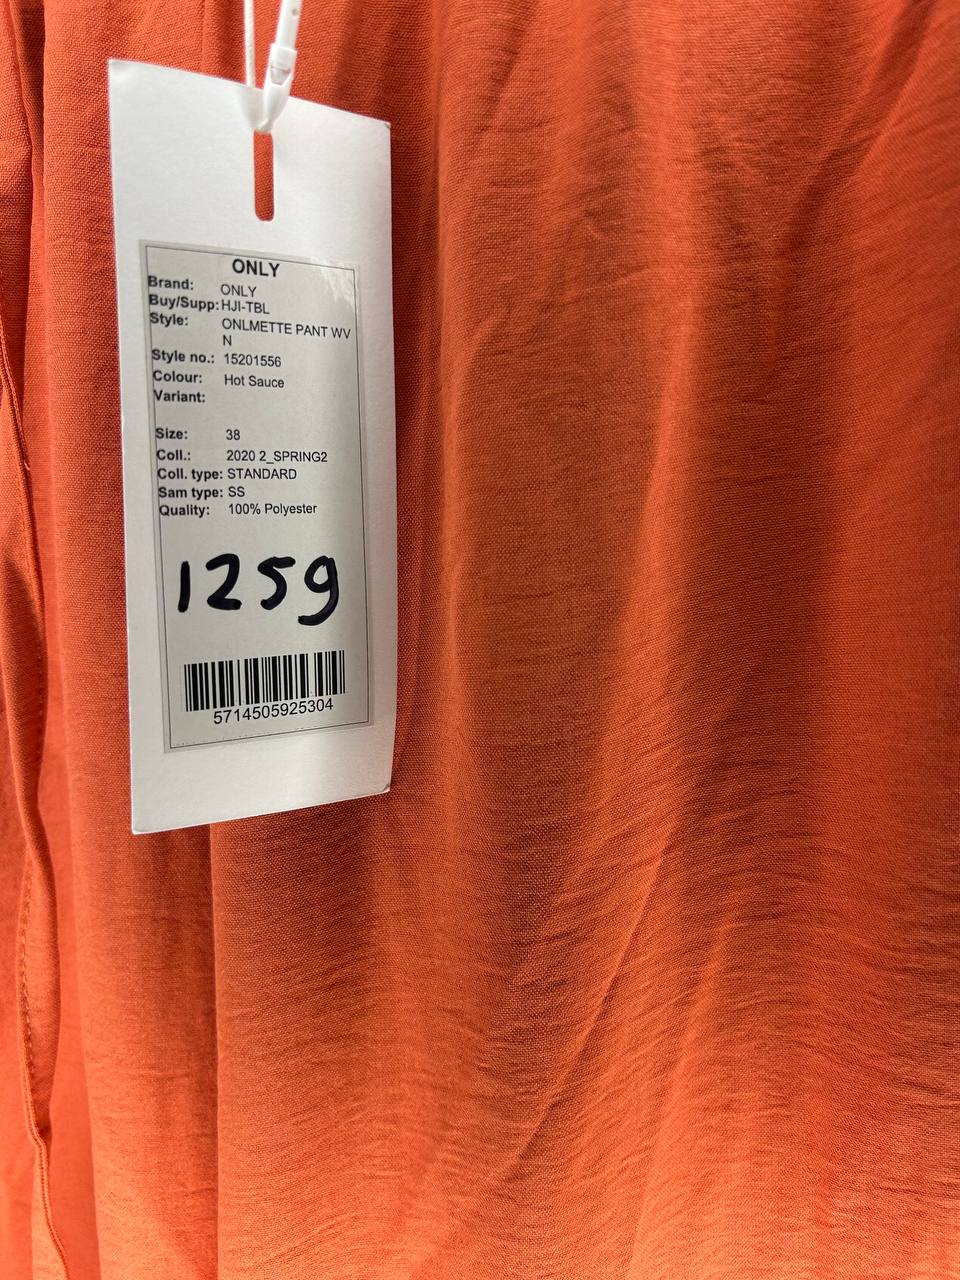 ONLY
Brand: ONLY
Buy/Supp: HJI-TBL
Style: ONLMETTE PANT WV
N
Style no.: 15201556
Colour: Hot Sauce
Variant:
Size: 38
Coll.: 2020 2_SPRING2
Coll. type: STANDARD
Sam type: SS
Quality: 100% Polyester
1259
5714505925304